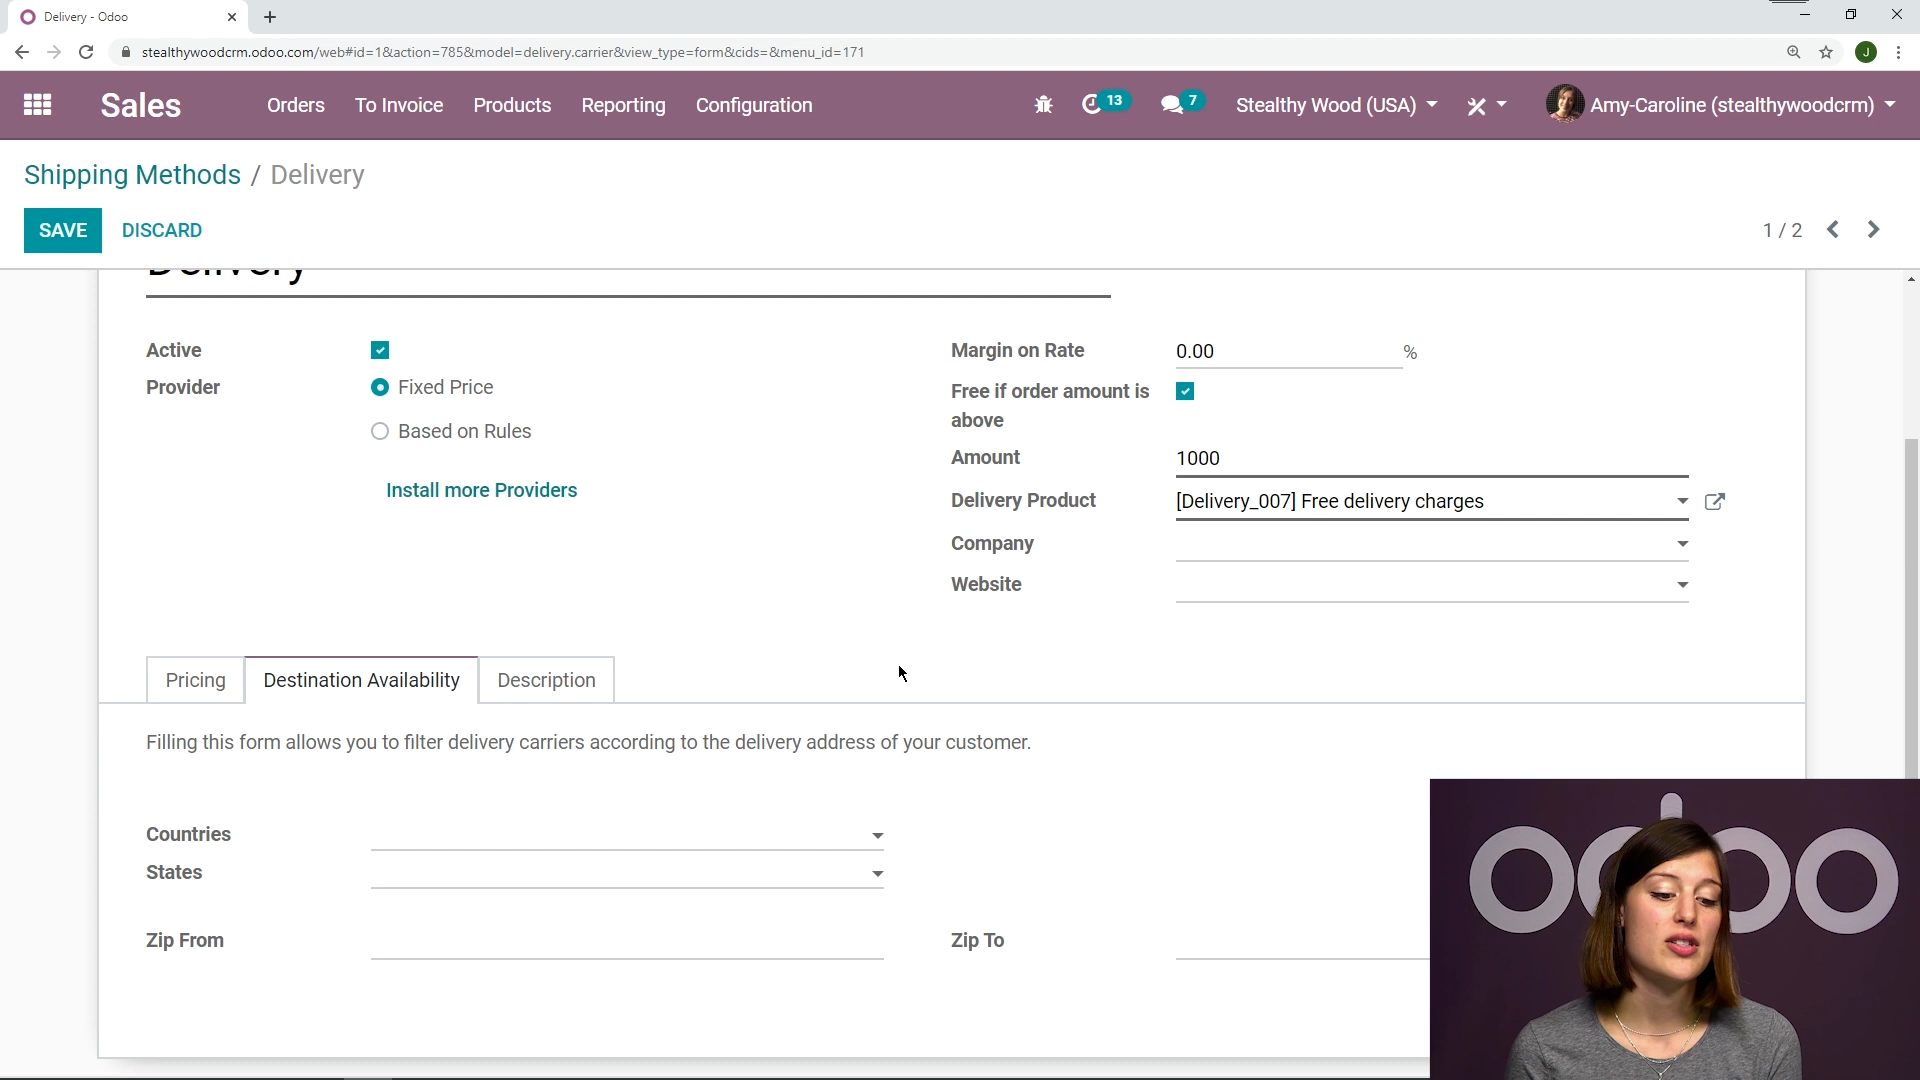 Delivery - Odoo
stealthywoodcrm.odoo.com/web#id=1&action=785&model=delivery.carrier&view_type=form&cids=&menu_id=171
J
Sales Orders To Invoice Products Reporting Configuration 13 7 Stealthy Wood (USA) Amy-Caroline (stealthywoodcrm)
Shipping Methods / Delivery
SAVE DISCARD 1 / 2
Delivery
Active
Provider Fixed Price
Based on Rules
Install more Providers
Margin on Rate 0.00 %
Free if order amount is
above
Amount 1000
Delivery Product [Delivery_007] Free delivery charges
Company
Website
Pricing Destination Availability Description
Filling this form allows you to filter delivery carriers according to the delivery address of your customer.
Countries
States
Zip From Zip To
odoo